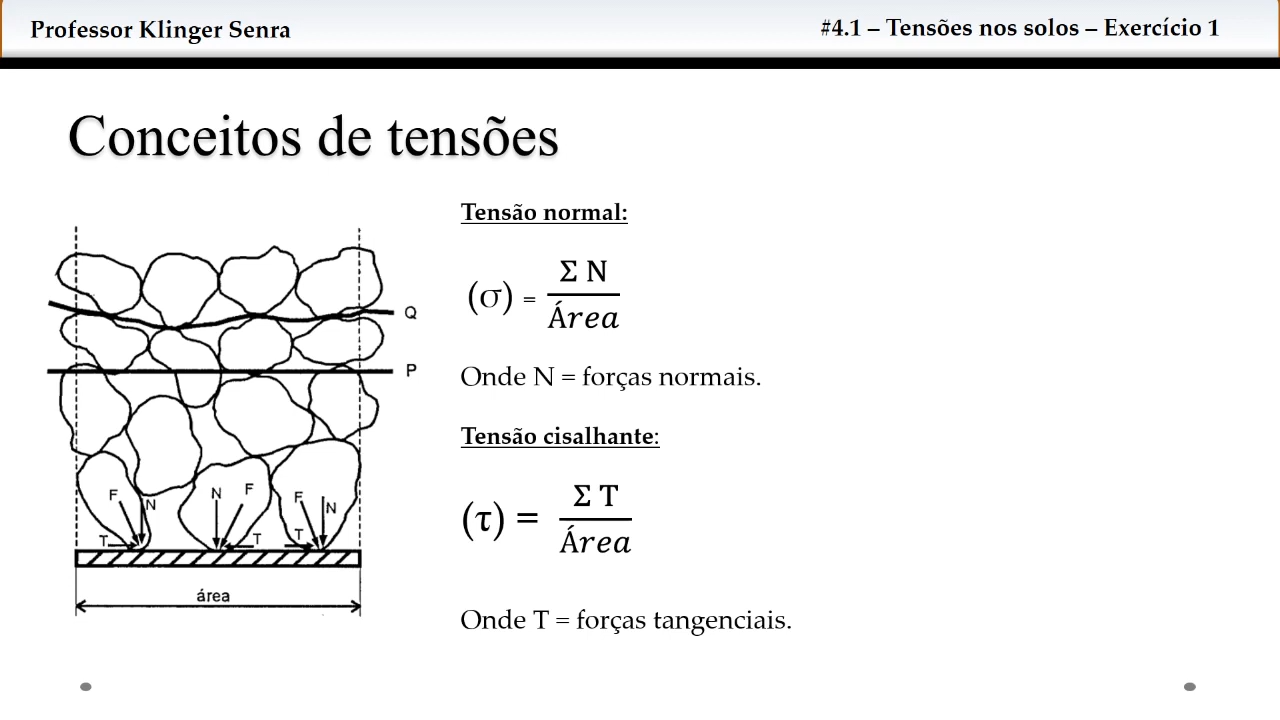 Professor Klinger Senra
#4.1 – Tensões nos solos – Exercício 1
Conceitos de tensões
Tensão normal:
(σ) = Σ N / Área
Onde N = forças normais.
Tensão cisalhante:
(τ) = Σ T / Área
Onde T = forças tangenciais.
Q
P
F N N F F N
T T T
área